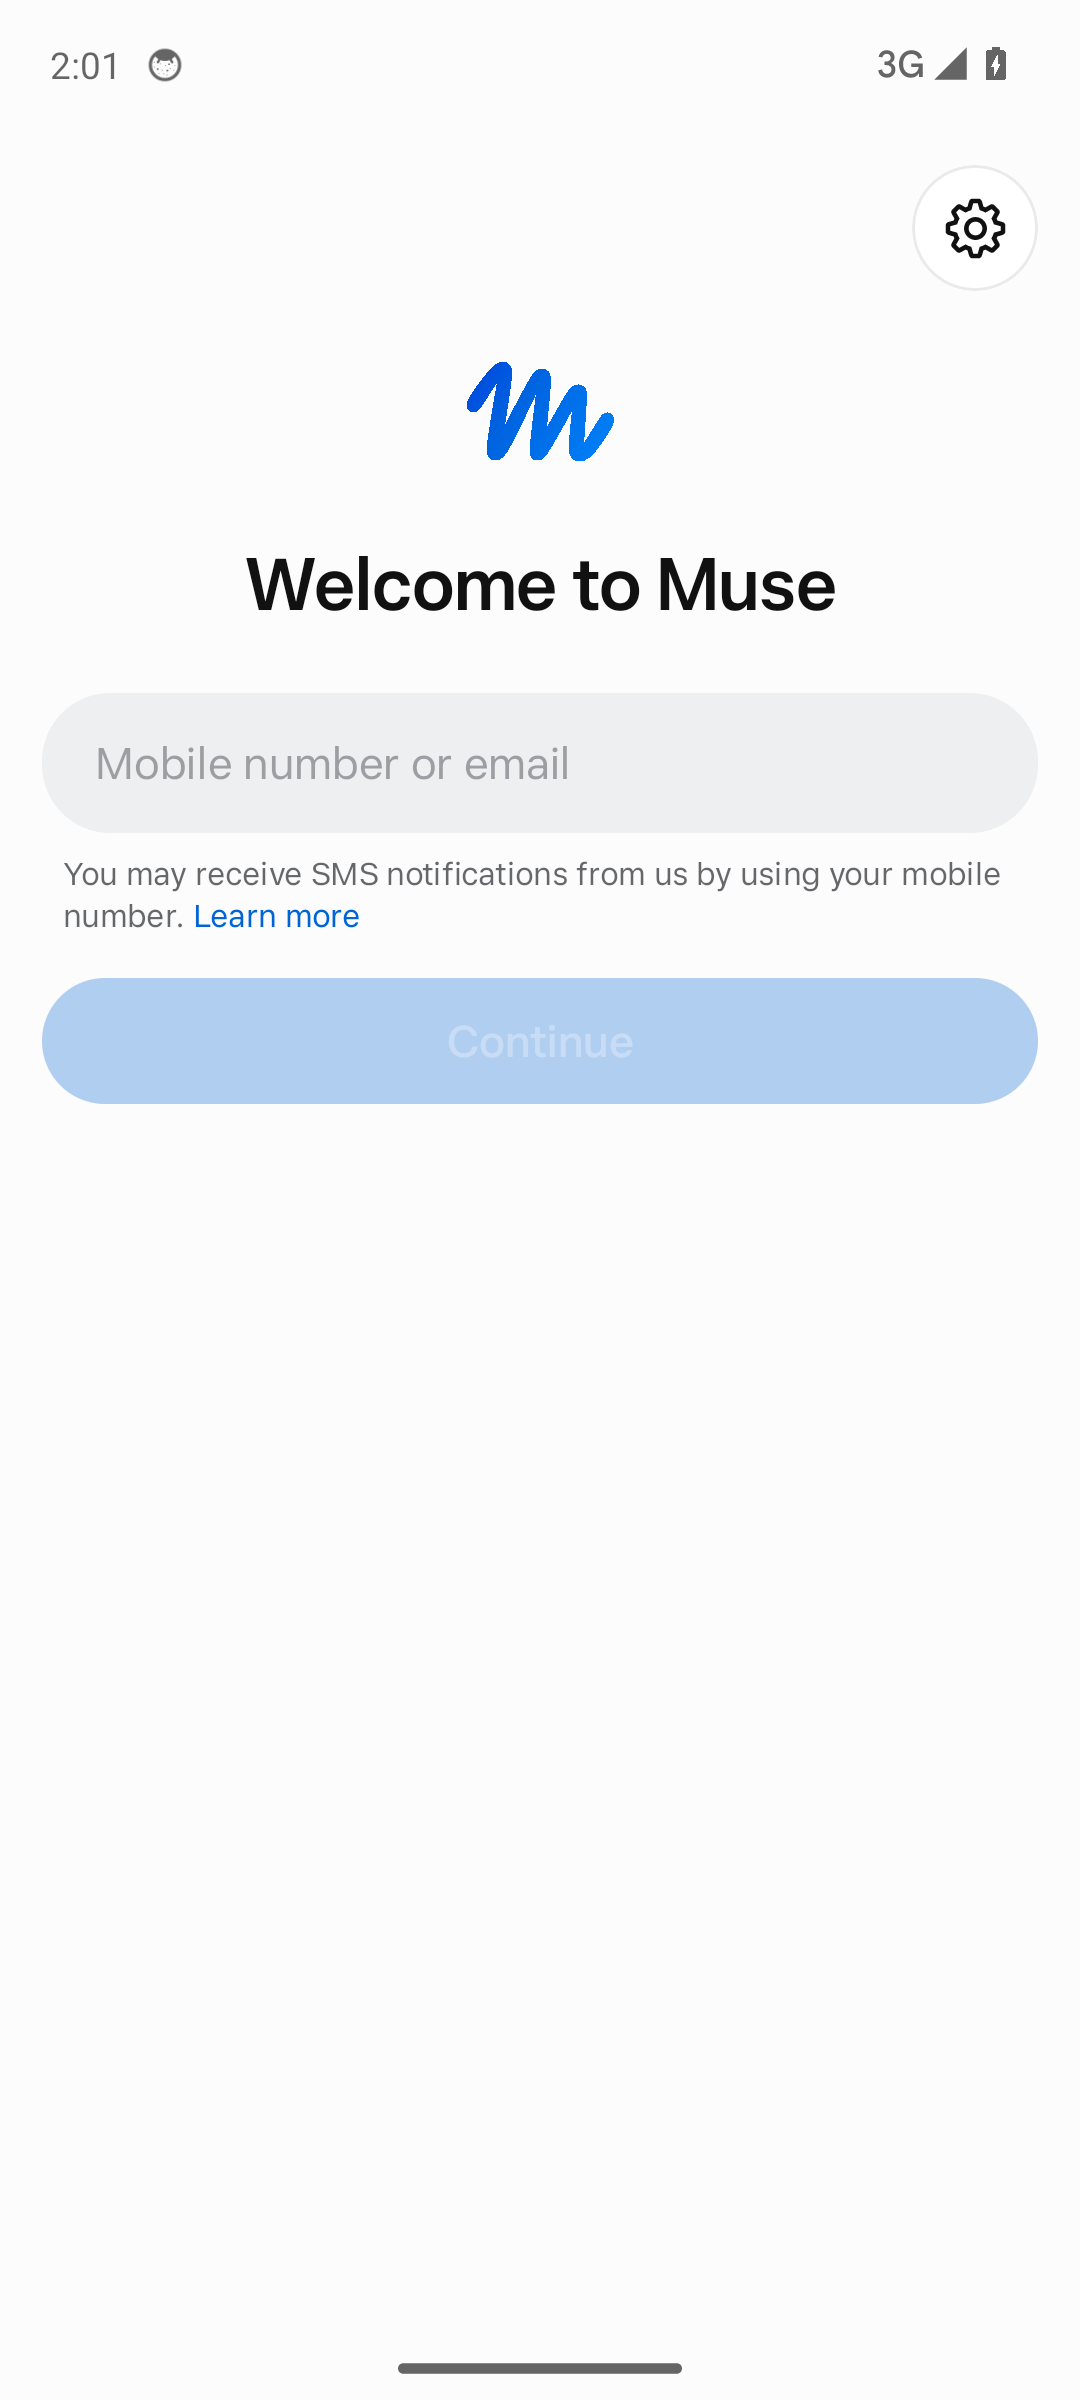 2:01
3G
Welcome to Muse
Mobile number or email
You may receive SMS notifications from us by using your mobile
number. Learn more
Continue